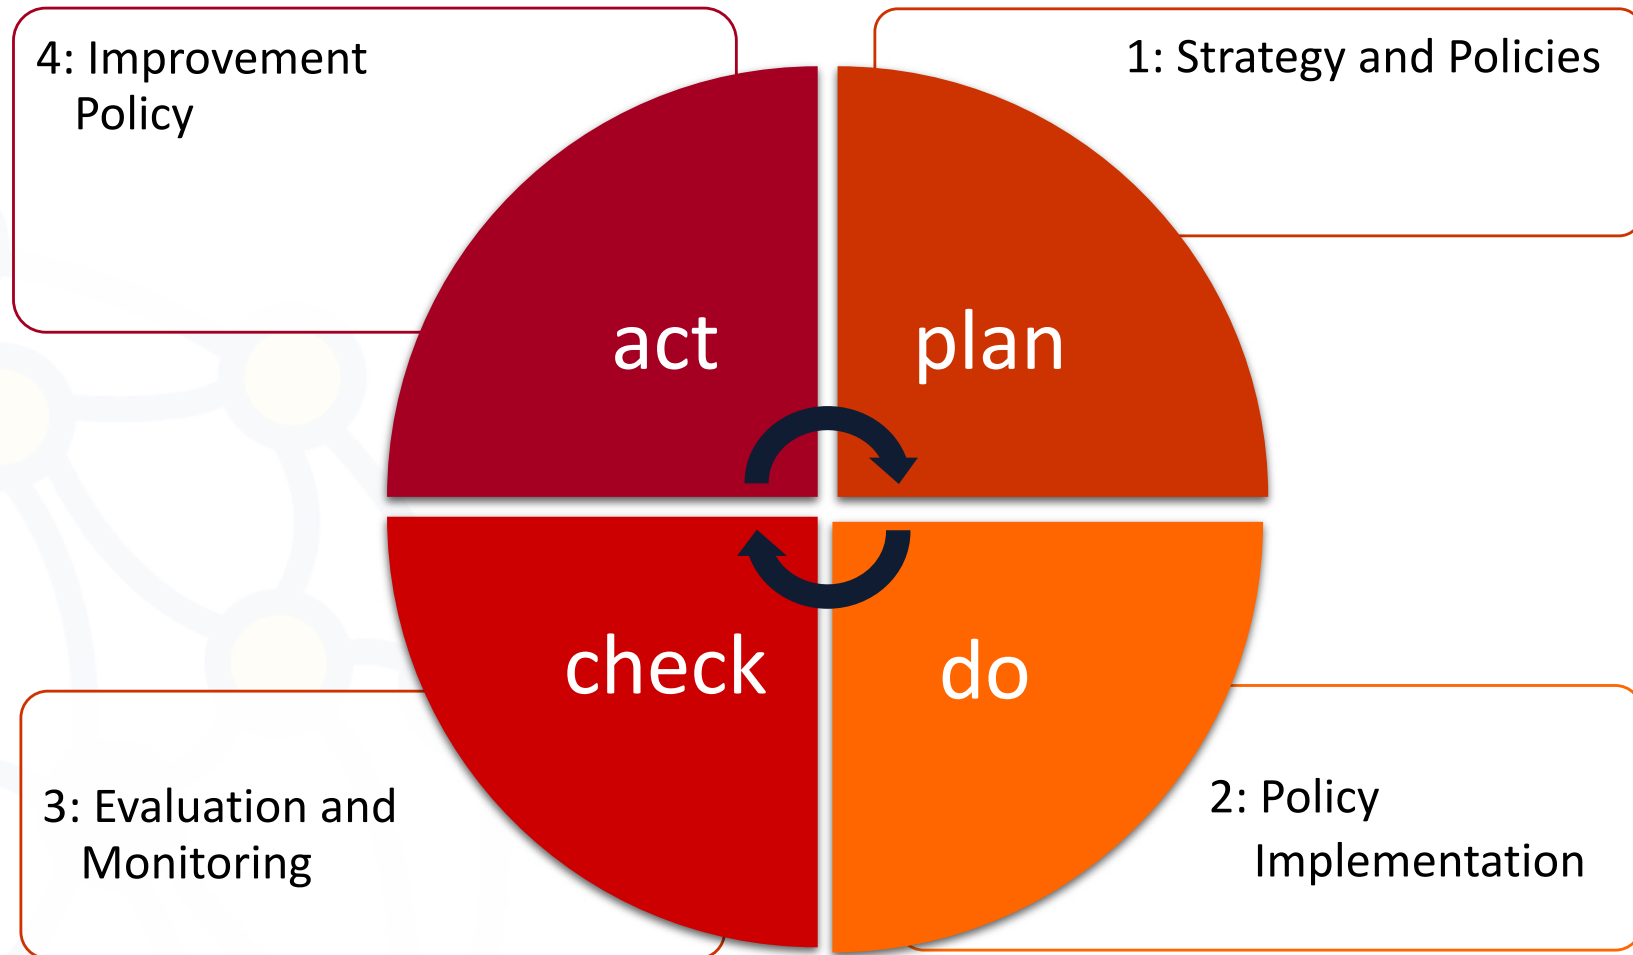 4: Improvement
Policy
1: Strategy and Policies
act
plan
check
do
3: Evaluation and
Monitoring
2: Policy
Implementation